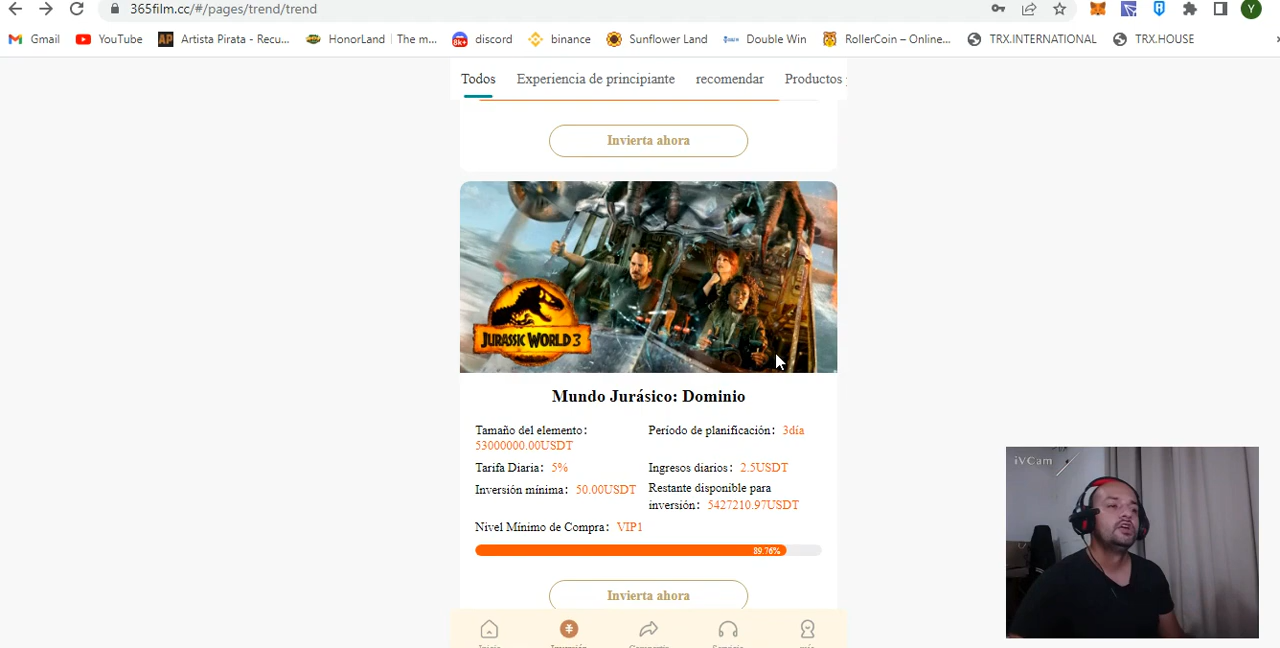 365film.cc/#/pages/trend/trend
Y
Gmail
YouTube
AP
Artista Pirata - Recu...
HonorLand | The m...
8k+
discord
binance
Sunflower Land
Double Win
RollerCoin – Online...
TRX.INTERNATIONAL
TRX.HOUSE
Todos
Experiencia de principiante
recomendar
Productos
Invierta ahora
JURASSIC WORLD 3
Mundo Jurásico: Dominio
Tamaño del elemento:
53000000.00USDT
Período de planificación: 3día
Tarifa Diaria: 5%
Ingresos diarios: 2.5USDT
Inversión mínima: 50.00USDT
Restante disponible para
inversión: 5427210.97USDT
Nivel Mínimo de Compra: VIP1
89.76%
Invierta ahora
iVCam